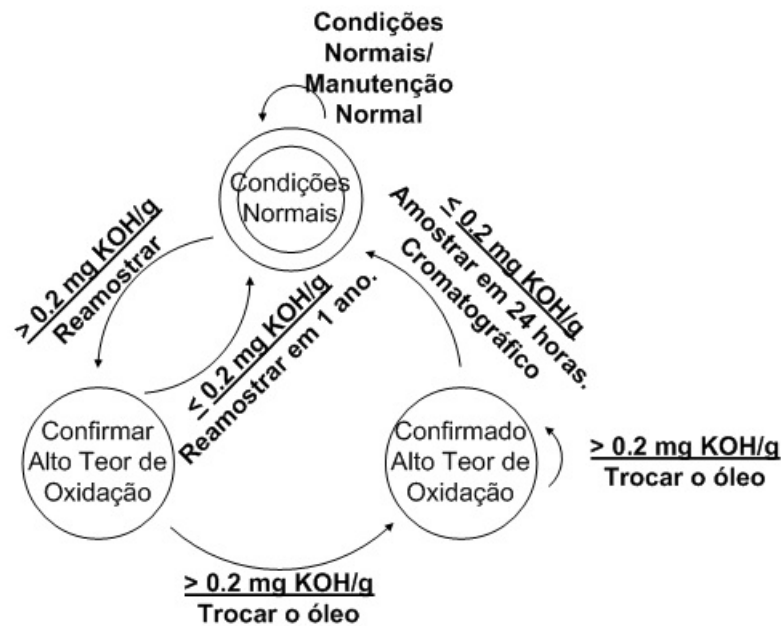 Condições
Normais/
Manutenção
Normal
Condições
Normais
> 0.2 mg KOH/g
Reamostrar
≤ 0.2 mg KOH/g
Reamostrar em 1 ano.
≤ 0.2 mg KOH/g
Amostrar em 24 horas.
Cromatográfico
Confirmar
Alto Teor de
Oxidação
Confirmado
Alto Teor de
Oxidação
> 0.2 mg KOH/g
Trocar o óleo
> 0.2 mg KOH/g
Trocar o óleo